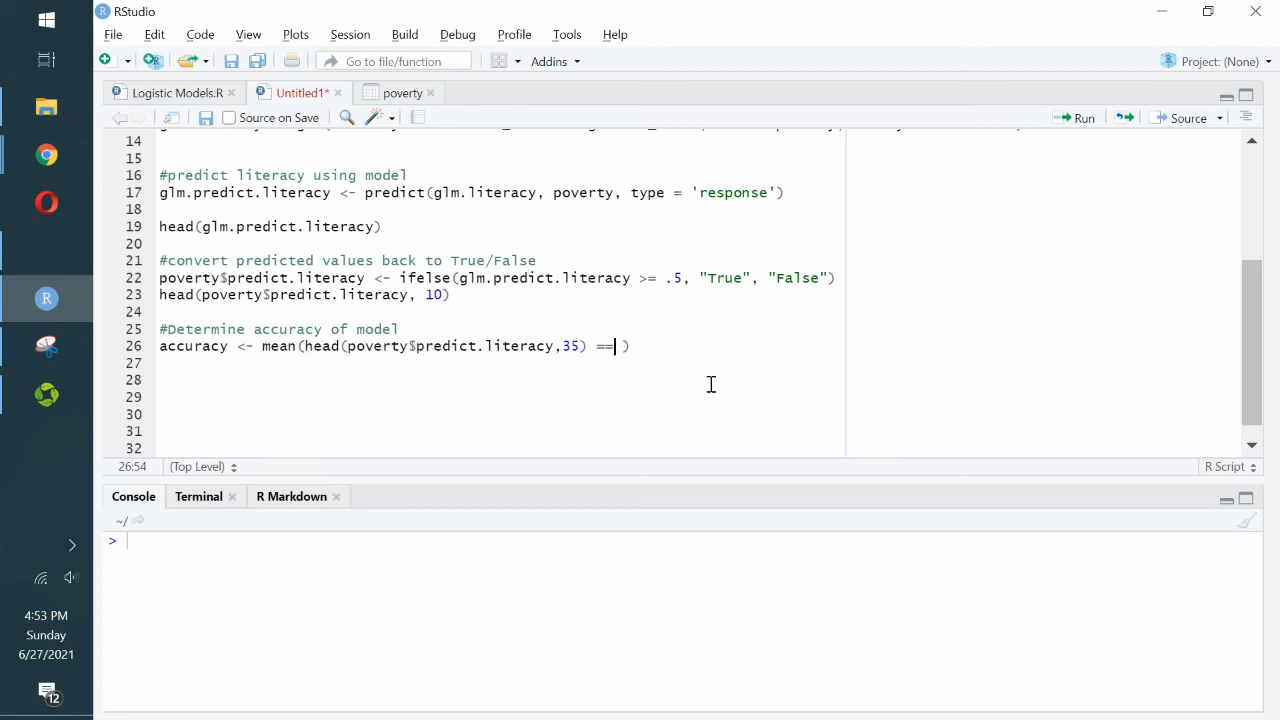 RStudio
File Edit Code View Plots Session Build Debug Profile Tools Help
Go to file/function Addins Project: (None)
Logistic Models.R Untitled1* poverty
Source on Save Run Source
14
15
16 #predict literacy using model
17 glm.predict.literacy <- predict(glm.literacy, poverty, type = 'response')
18
19 head(glm.predict.literacy)
20
21 #convert predicted values back to True/False
22 poverty$predict.literacy <- ifelse(glm.predict.literacy >= .5, "True", "False")
23 head(poverty$predict.literacy, 10)
24
25 #Determine accuracy of model
26 accuracy <- mean(head(poverty$predict.literacy,35) == )
27
28
29
30
31
32
26:54 (Top Level) R Script
Console Terminal R Markdown
~/
>
4:53 PM
Sunday
6/27/2021
12